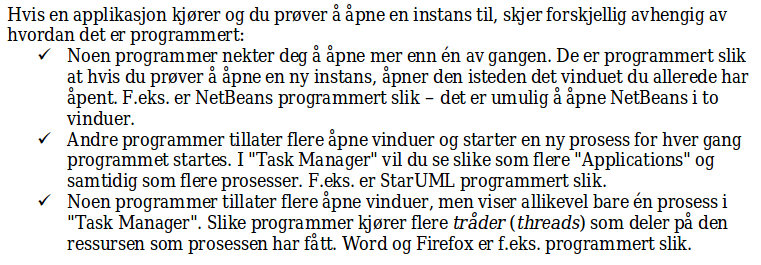 Hvis en applikasjon kjører og du prøver å åpne en instans til, skjer forskjellig avhengig av
hvordan det er programmert:
✓ Noen programmer nekter deg å åpne mer enn én av gangen. De er programmert slik
at hvis du prøver å åpne en ny instans, åpner den isteden det vinduet du allerede har
åpent. F.eks. er NetBeans programmert slik – det er umulig å åpne NetBeans i to
vinduer.
✓ Andre programmer tillater flere åpne vinduer og starter en ny prosess for hver gang
programmet startes. I "Task Manager" vil du se slike som flere "Applications" og
samtidig som flere prosesser. F.eks. er StarUML programmert slik.
✓ Noen programmer tillater flere åpne vinduer, men viser allikevel bare én prosess i
"Task Manager". Slike programmer kjører flere tråder (threads) som deler på den
ressursen som prosessen har fått. Word og Firefox er f.eks. programmert slik.